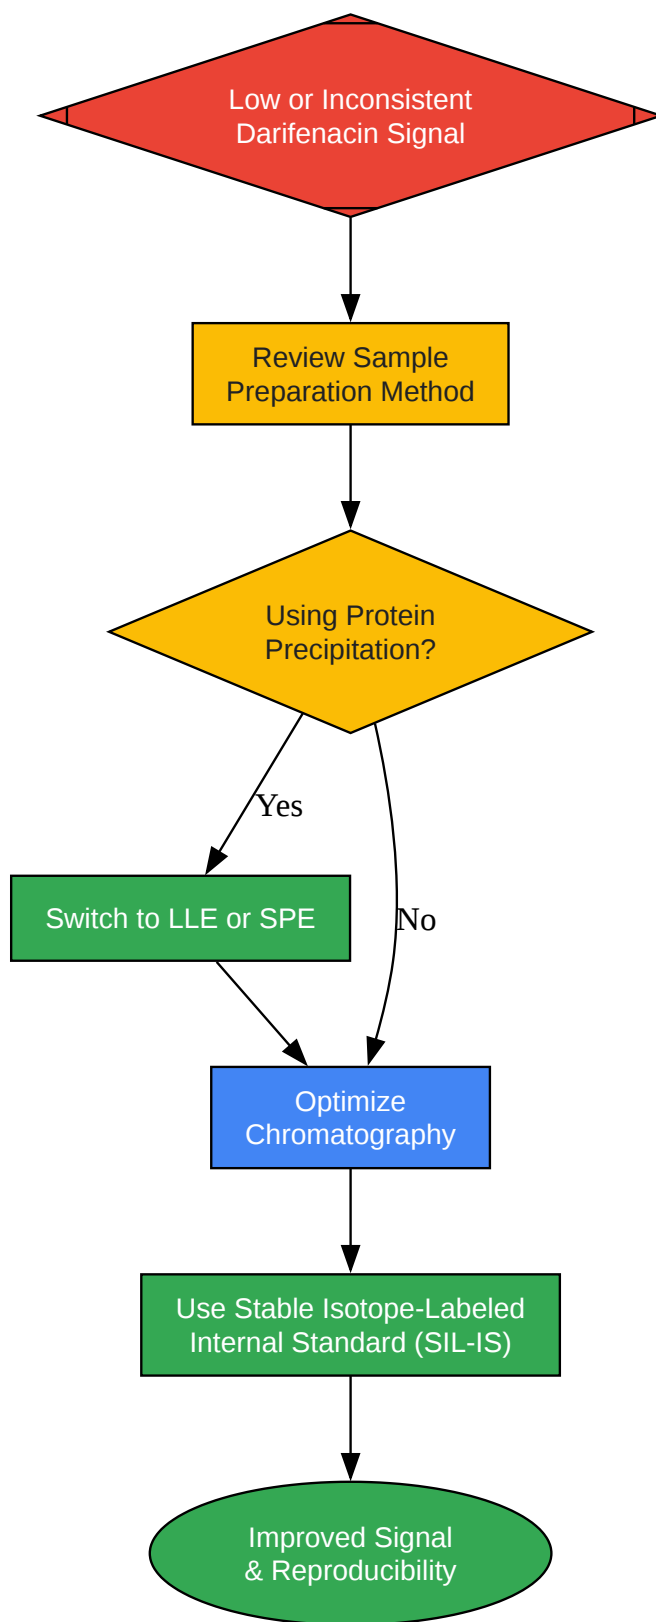 Low or Inconsistent
Darifenacin Signal
Review Sample
Preparation Method
Using Protein
Precipitation?
Yes
Switch to LLE or SPE
No
Optimize
Chromatography
Use Stable Isotope-Labeled
Internal Standard (SIL-IS)
Improved Signal
& Reproducibility